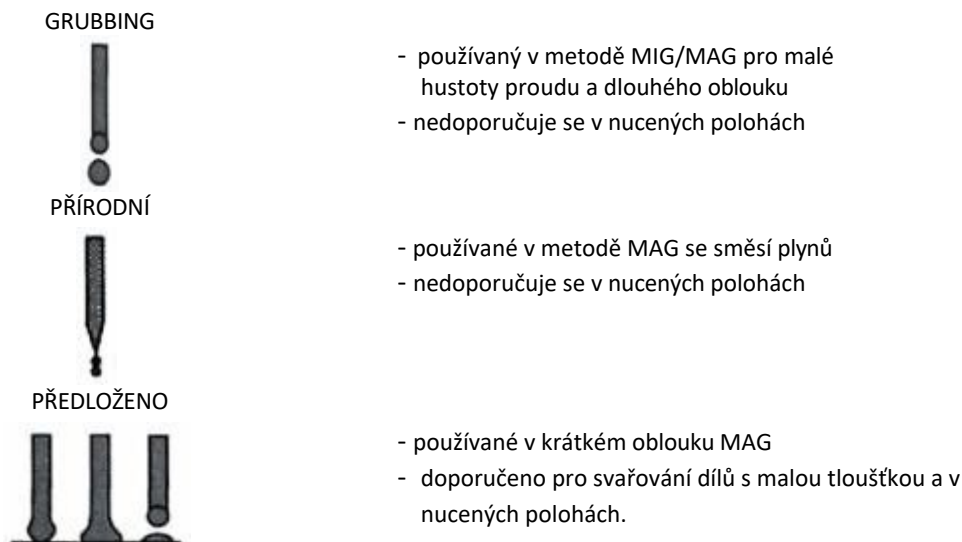 GRUBBING
- používaný v metodě MIG/MAG pro malé
hustoty proudu a dlouhého oblouku
- nedoporučuje se v nucených polohách
PŘÍRODNÍ
- používané v metodě MAG se směsí plynů
- nedoporučuje se v nucených polohách
PŘEDLOŽENO
- používané v krátkém oblouku MAG
- doporučeno pro svařování dílů s malou tloušťkou a v
nucených polohách.